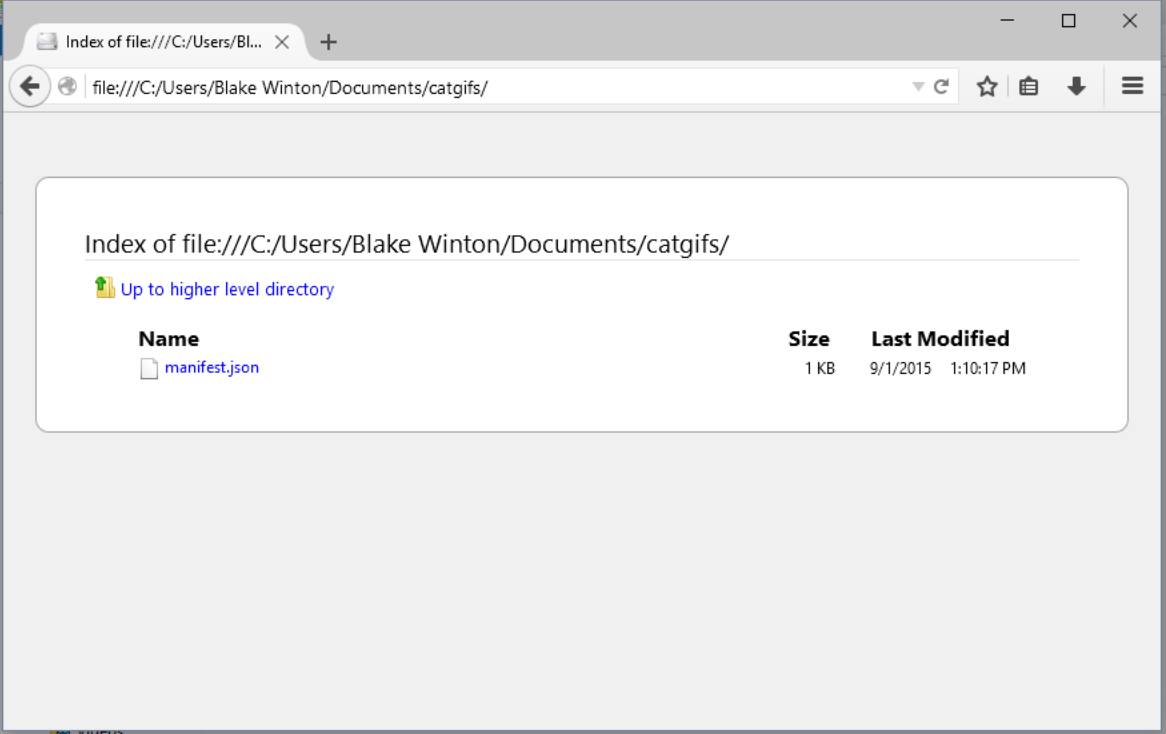 Index of file:///C:/Users/Bl...
file:///C:/Users/Blake Winton/Documents/catgifs/
Index of file:///C:/Users/Blake Winton/Documents/catgifs/
Up to higher level directory
Name Size Last Modified
manifest.json 1 KB 9/1/2015 1:10:17 PM